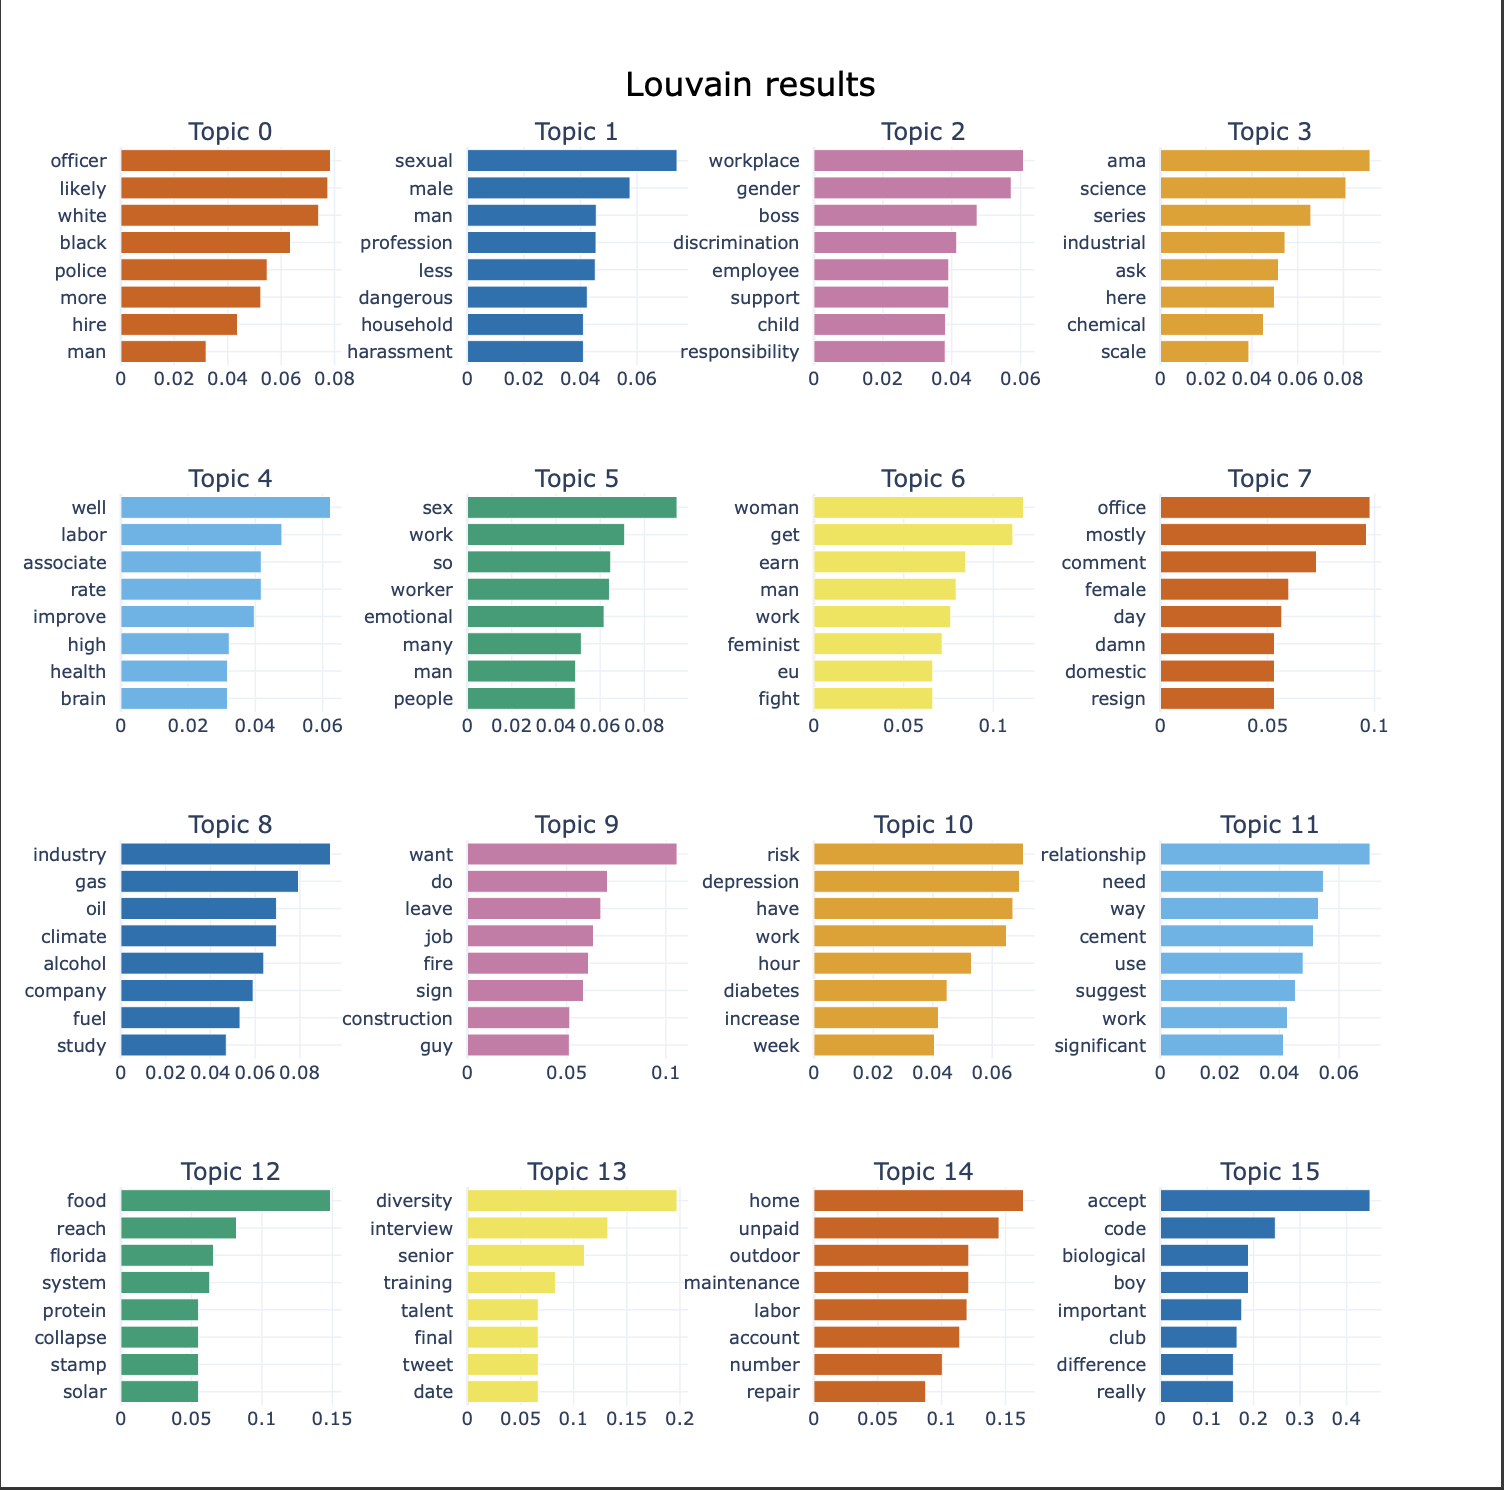 Louvain results
Topic 0
officer
likely
white
black
police
more
hire
man
0 0.02 0.04 0.06 0.08
Topic 1
sexual
male
man
profession
less
dangerous
household
harassment
0 0.02 0.04 0.06
Topic 2
workplace
gender
boss
discrimination
employee
support
child
responsibility
0 0.02 0.04 0.06
Topic 3
ama
science
series
industrial
ask
here
chemical
scale
0 0.02 0.04 0.06 0.08
Topic 4
well
labor
associate
rate
improve
high
health
brain
0 0.02 0.04 0.06
Topic 5
sex
work
so
worker
emotional
many
man
people
0 0.02 0.04 0.06 0.08
Topic 6
woman
get
earn
man
work
feminist
eu
fight
0 0.05 0.1
Topic 7
office
mostly
comment
female
day
damn
domestic
resign
0 0.05 0.1
Topic 8
industry
gas
oil
climate
alcohol
company
fuel
study
0 0.02 0.04 0.06 0.08
Topic 9
want
do
leave
job
fire
sign
construction
guy
0 0.05 0.1
Topic 10
risk
depression
have
work
hour
diabetes
increase
week
0 0.02 0.04 0.06
Topic 11
relationship
need
way
cement
use
suggest
work
significant
0 0.02 0.04 0.06
Topic 12
food
reach
florida
system
protein
collapse
stamp
solar
0 0.05 0.1 0.15
Topic 13
diversity
interview
senior
training
talent
final
tweet
date
0 0.05 0.1 0.15 0.2
Topic 14
home
unpaid
outdoor
maintenance
labor
account
number
repair
0 0.05 0.1 0.15
Topic 15
accept
code
biological
boy
important
club
difference
really
0 0.1 0.2 0.3 0.4